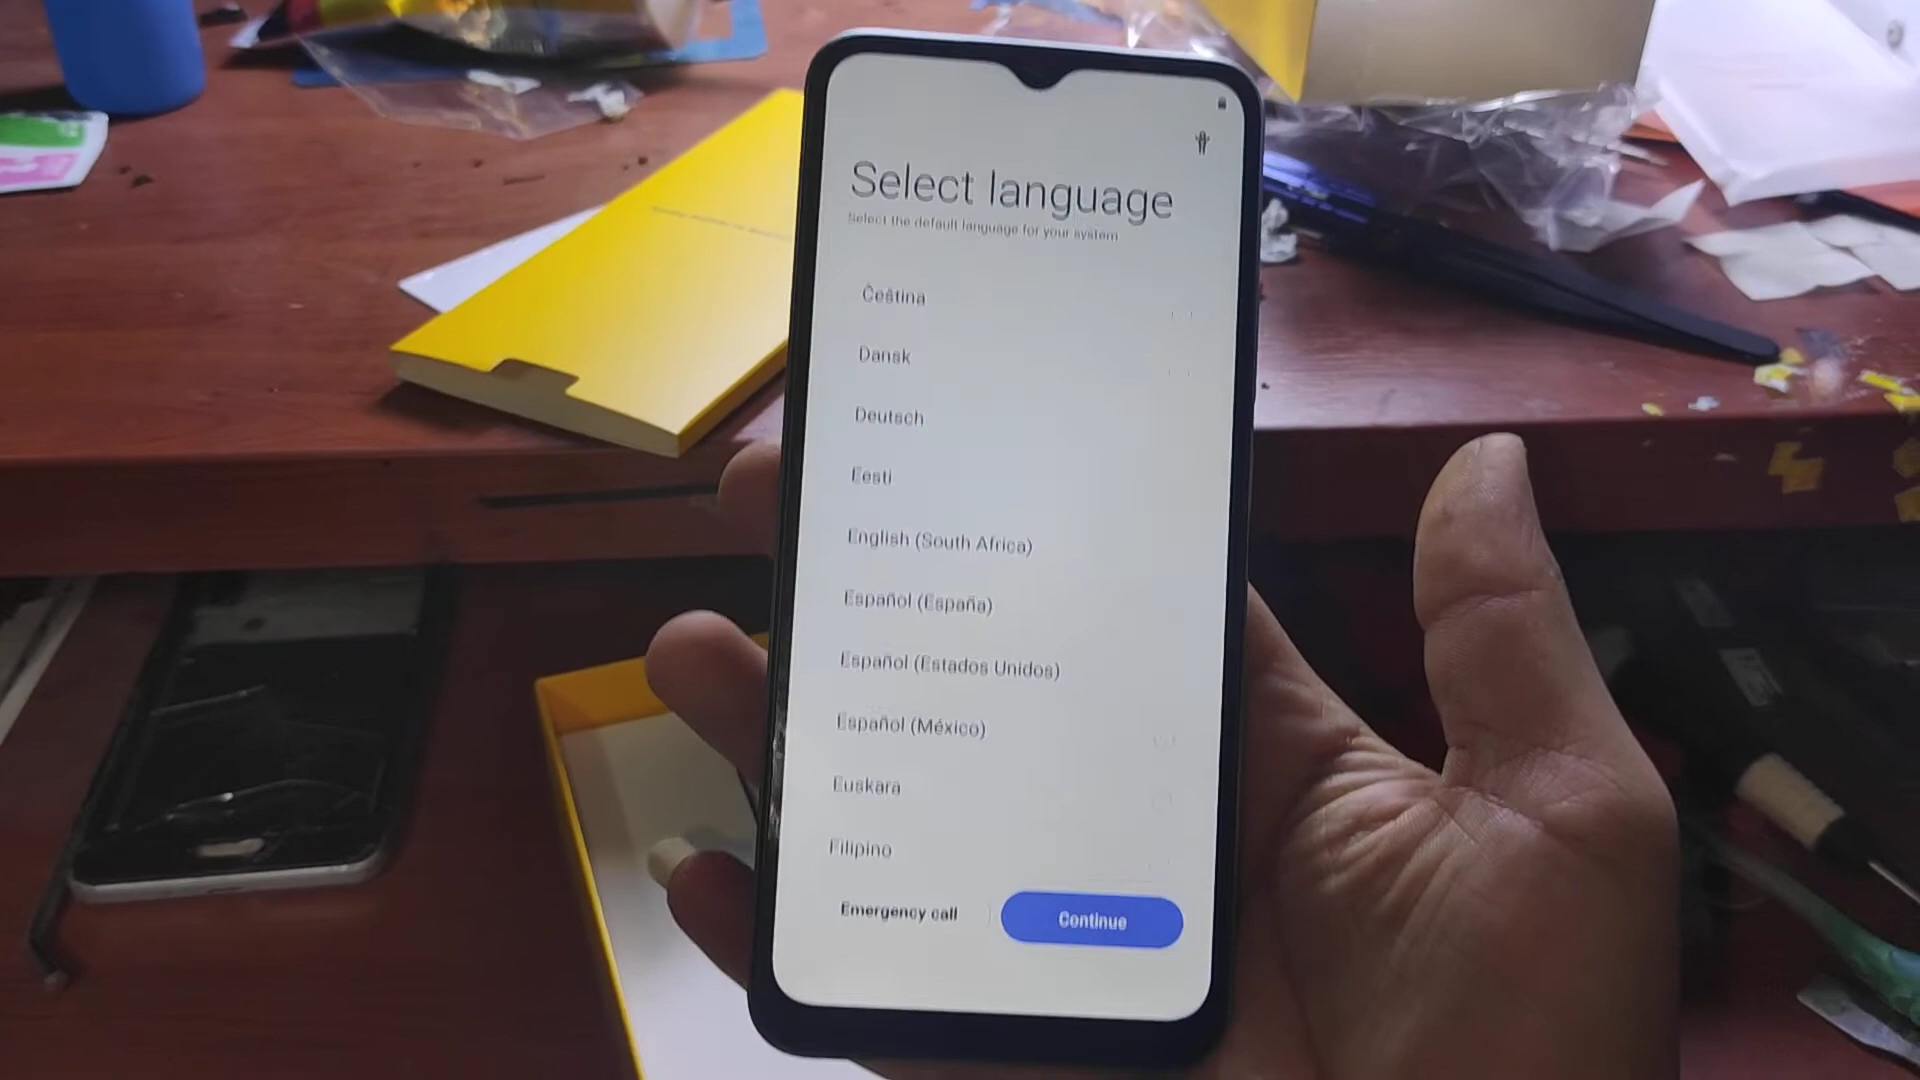 Select language
Select the default language for your system
Čeština
Dansk
Deutsch
Eesti
English (South Africa)
Español (España)
Español (Estados Unidos)
Español (México)
Euskara
Filipino
Emergency call
Continue